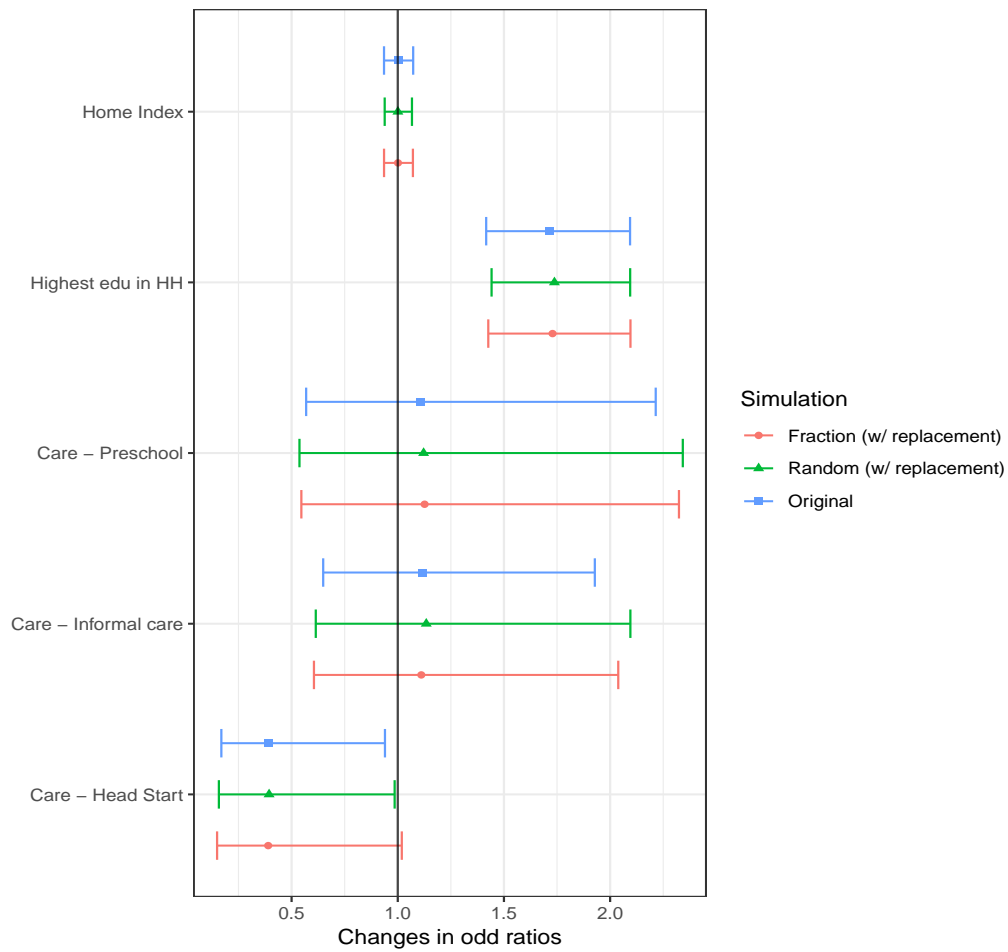 Home Index
Highest edu in HH
Care – Preschool
Care – Informal care
Care – Head Start
0.5 1.0 1.5 2.0
Changes in odd ratios
Simulation
Fraction (w/ replacement)
Random (w/ replacement)
Original